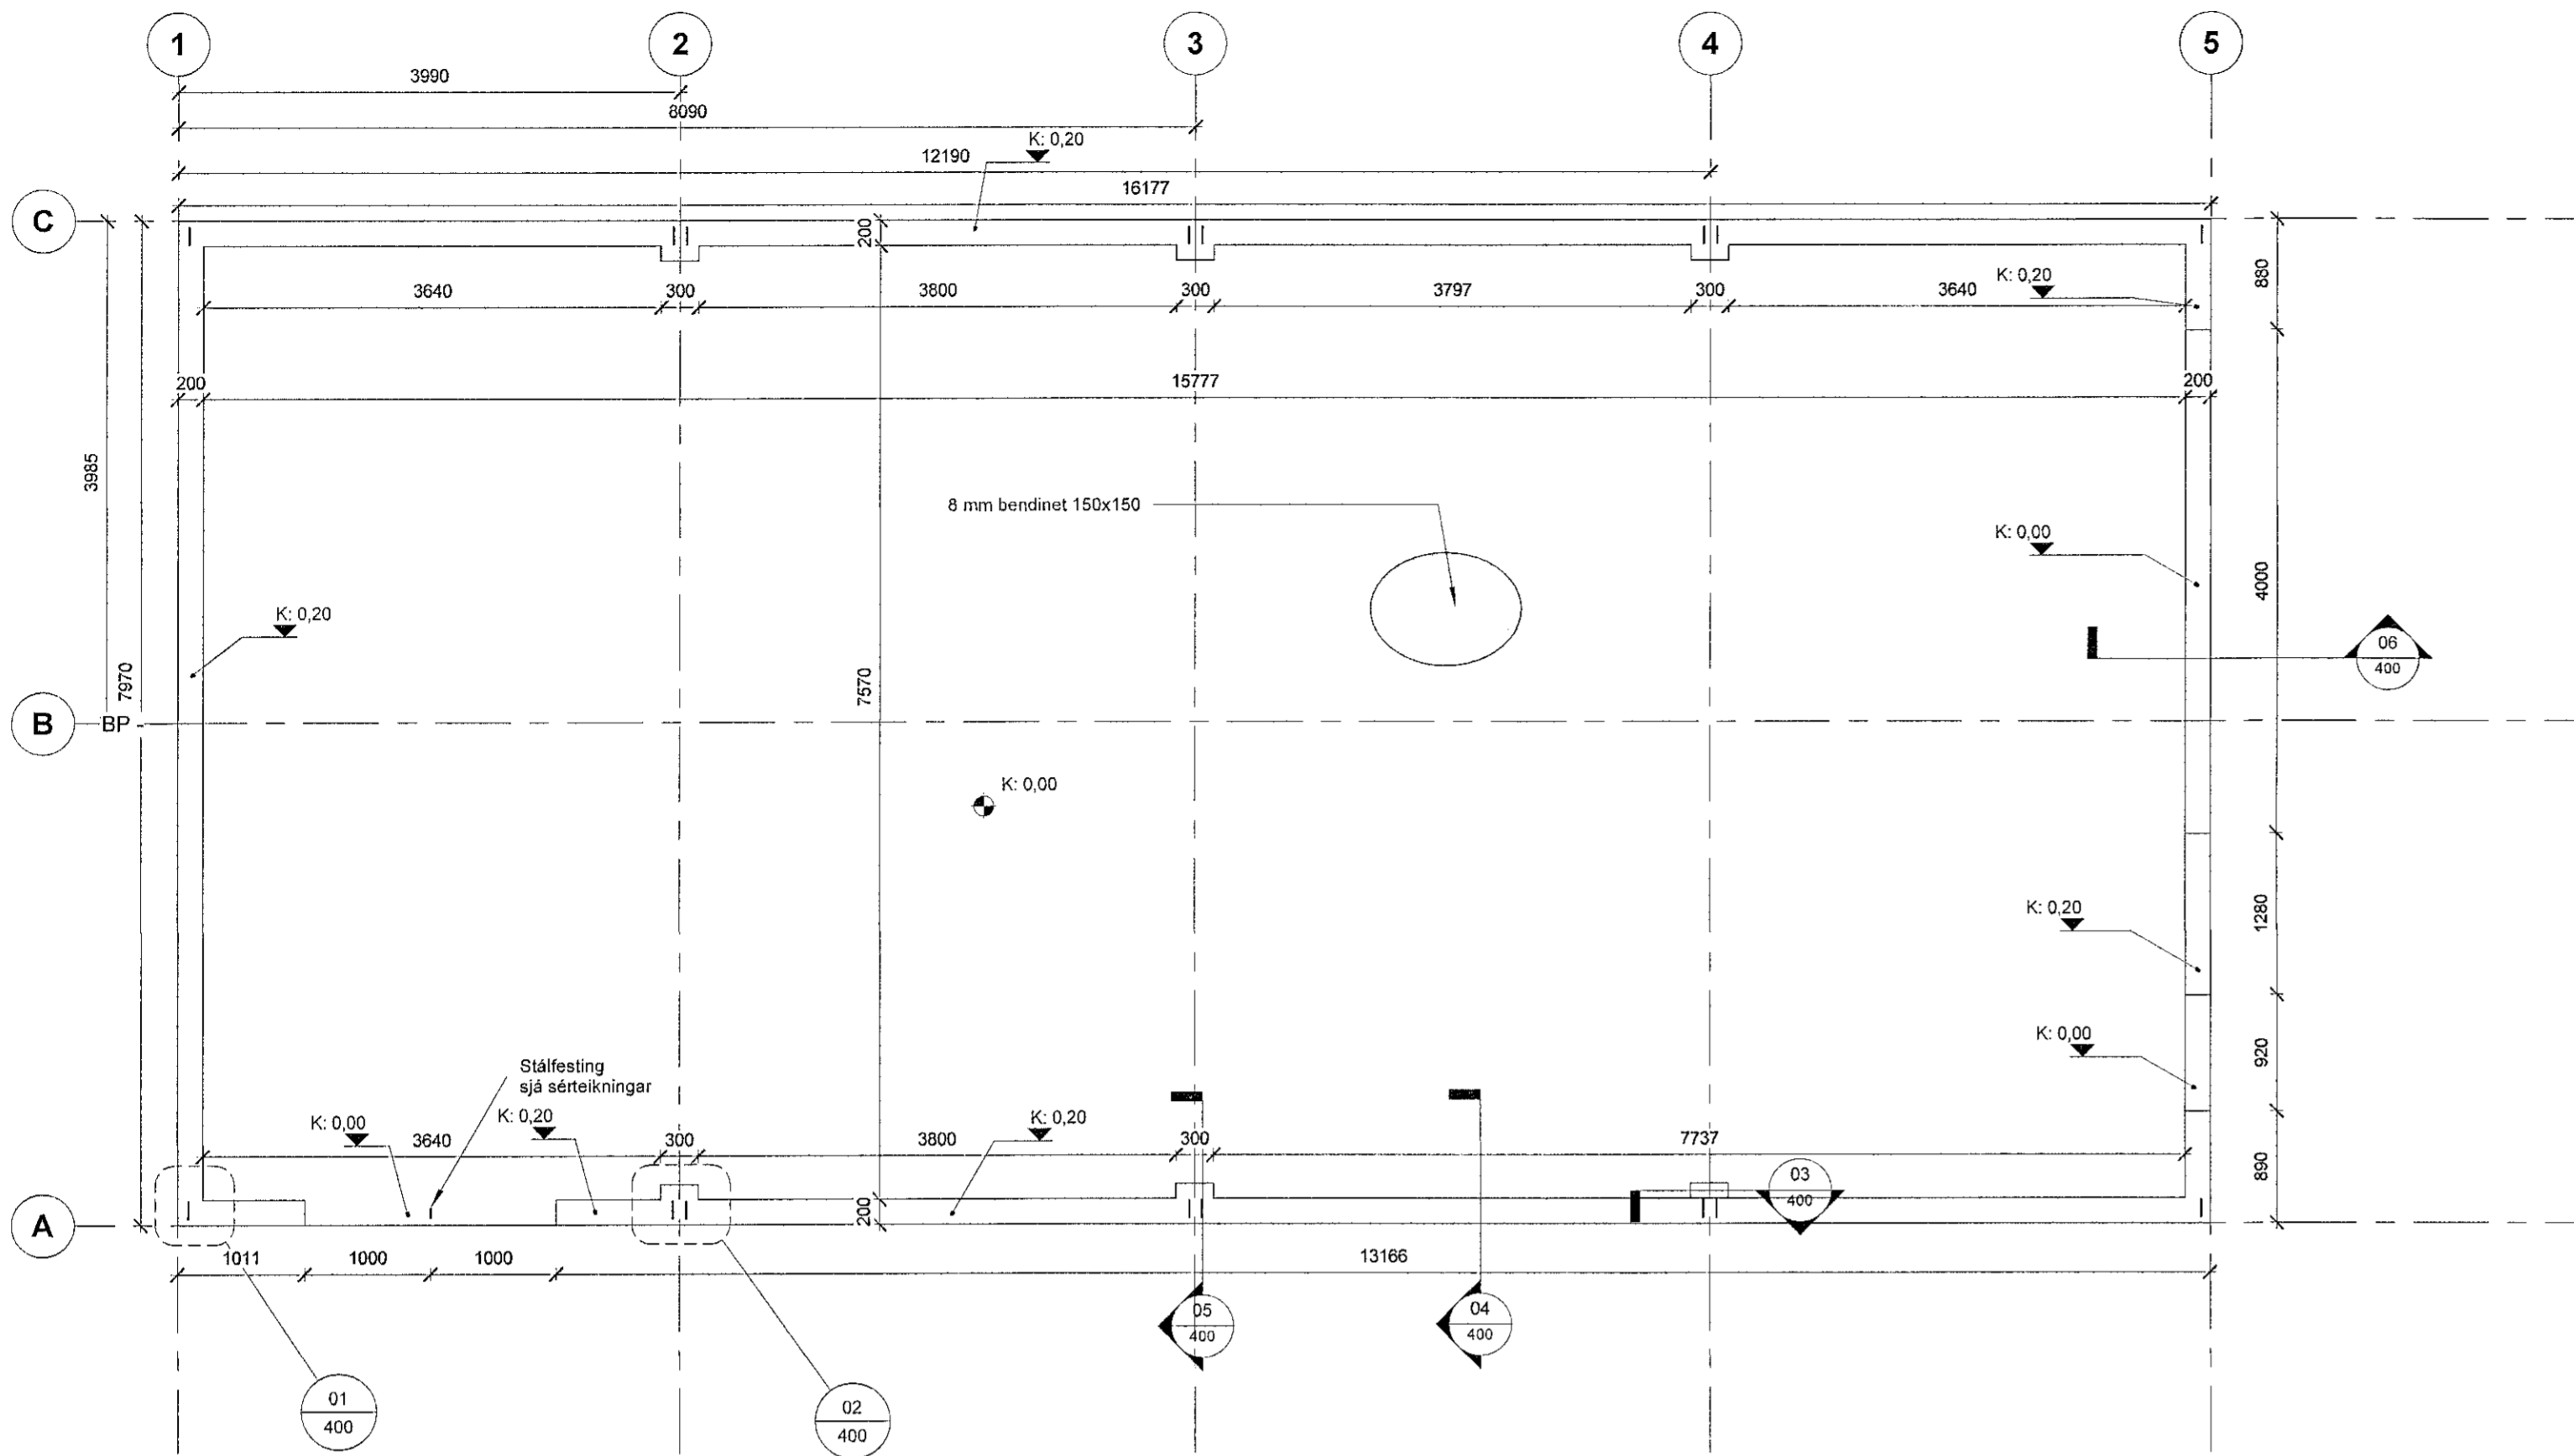 1
2
3
4
5
3990
8090
K: 0,20
12190
16177
C
200
880
K: 0,20
3640
300
3800
300
3797
300
3640
200
15777
200
3985
8 mm bendinet 150x150
K: 0,00
4000
K: 0,20
06
400
7970
7570
B
BP
K: 0,00
K: 0,20
1280
K: 0,00
920
Stálfesting
sjá sérteikningar
K: 0,00
3640
K: 0,20
300
3800
K: 0,20
300
7737
890
03
400
A
200
1011
1000
1000
13166
05
400
04
400
01
400
02
400